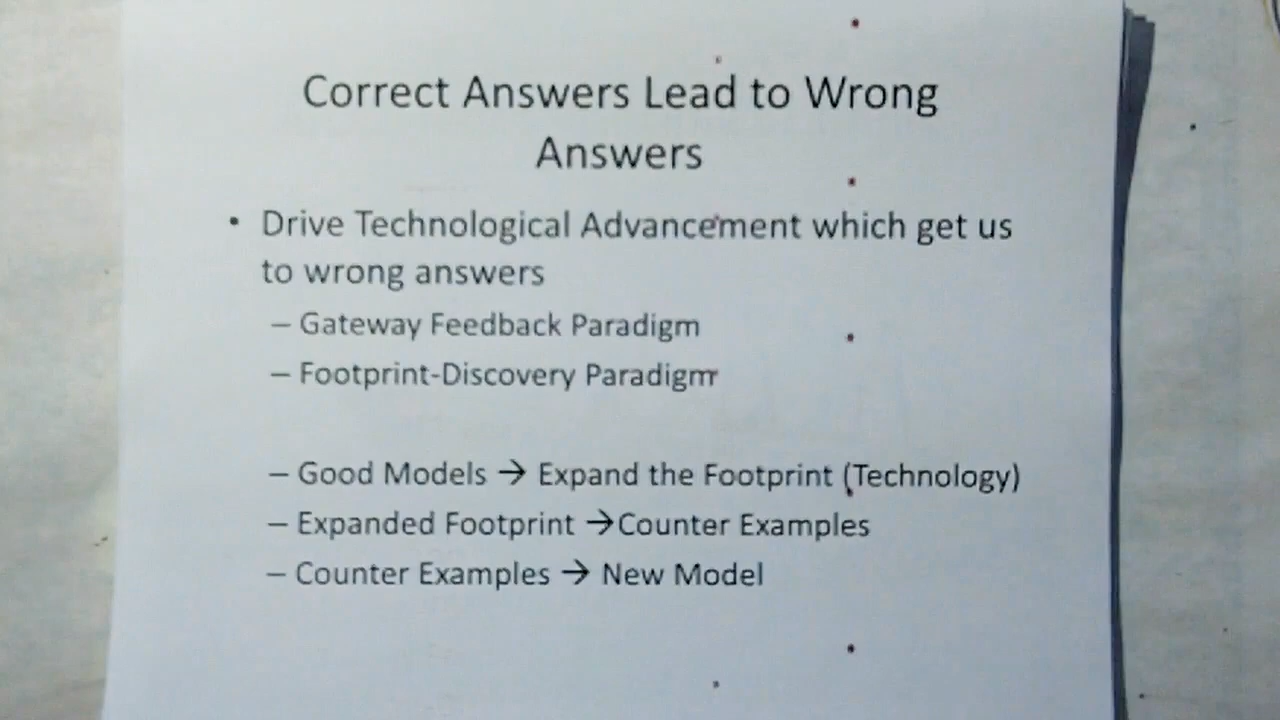 Correct Answers Lead to Wrong
Answers
• Drive Technological Advancement which get us
to wrong answers
– Gateway Feedback Paradigm
– Footprint-Discovery Paradigm
– Good Models → Expand the Footprint (Technology)
– Expanded Footprint →Counter Examples
– Counter Examples → New Model